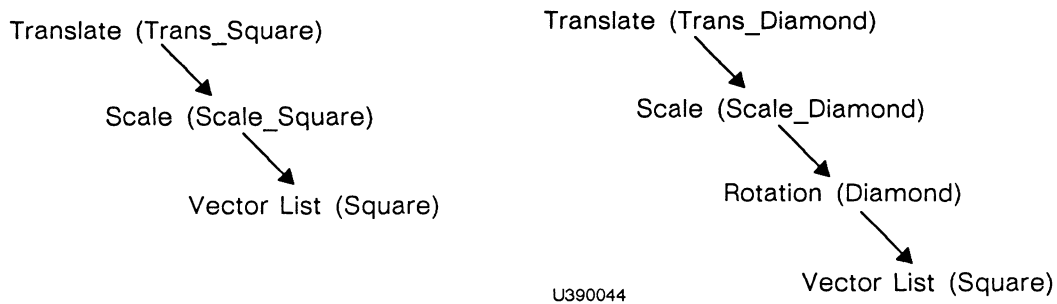 Translate (Trans_Square)
Scale (Scale_Square)
Vector List (Square)
Translate (Trans_Diamond)
Scale (Scale_Diamond)
Rotation (Diamond)
Vector List (Square)
U390044